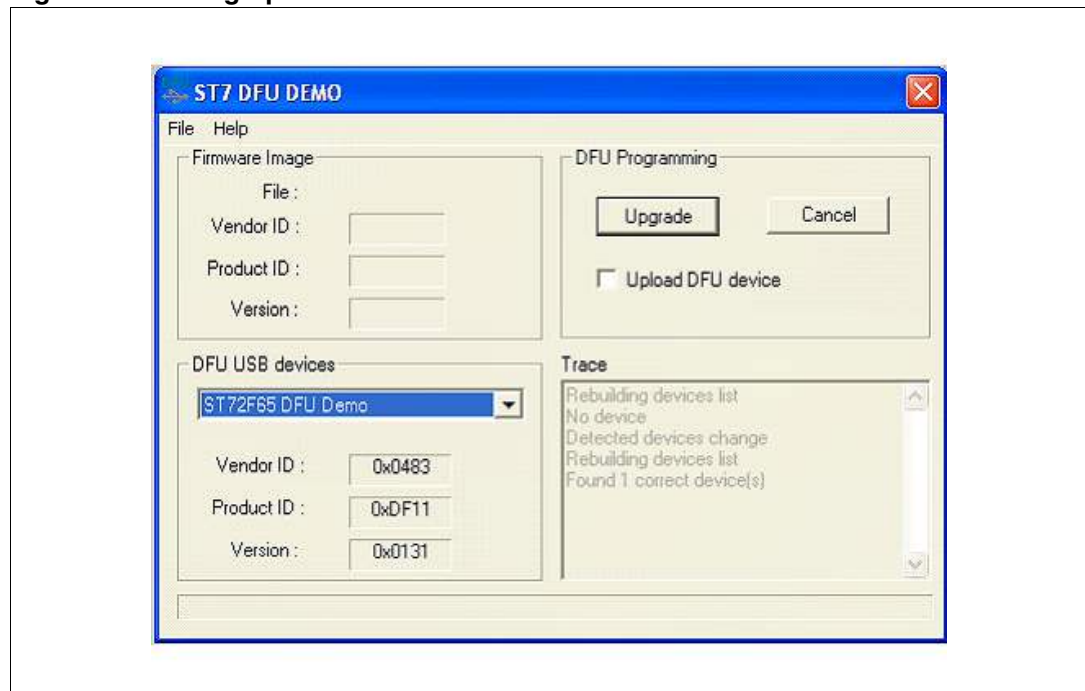 ST7 DFU DEMO
File Help
Firmware Image
File :
Vendor ID :
Product ID :
Version :
DFU Programming
Upgrade Cancel
Upload DFU device
DFU USB devices
ST72F65 DFU Demo
Vendor ID : 0x0483
Product ID : 0xDF11
Version : 0x0131
Trace
Rebuilding devices list
No device
Detected devices change
Rebuilding devices list
Found 1 correct device(s)